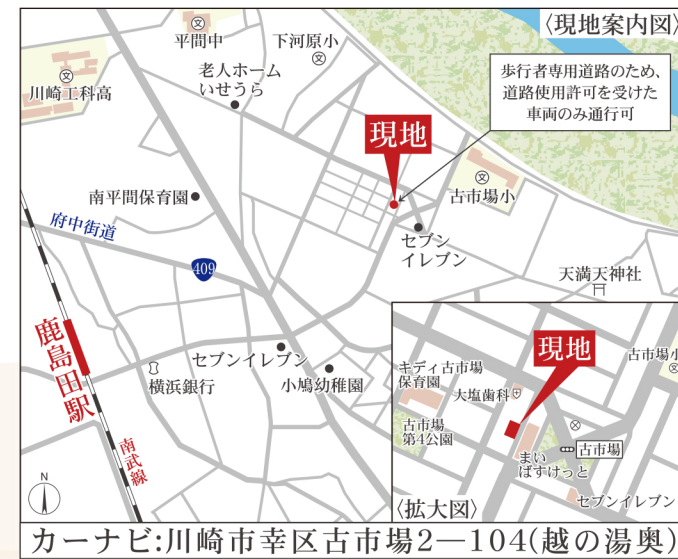 〈現地案内図〉
平間中
下河原小
川崎工科高
老人ホーム
いせうら
歩行者専用道路のため、
道路使用許可を受けた
車両のみ通行可
現地
南平間保育園
古市場小
府中街道
セブン
イレブン
409
天満天神社
鹿島田駅
セブンイレブン
横浜銀行
小鳩幼稚園
南武線
N
現地
古市場小
キディ古市場
保育園
大塩歯科
古市場
第4公園
古市場
まい
ばすけっと
セブンイレブン
〈拡大図〉
カーナビ:川崎市幸区古市場2—104(越の湯奥)